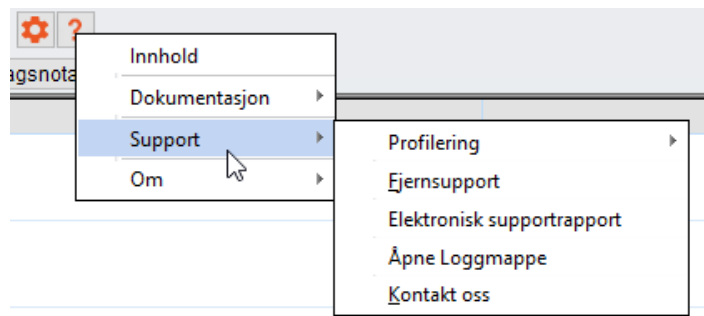 ?
agsnota
Innhold
Dokumentasjon
Support
Om
Profilering
Fjernsupport
Elektronisk supportrapport
Åpne Loggmappe
Kontakt oss